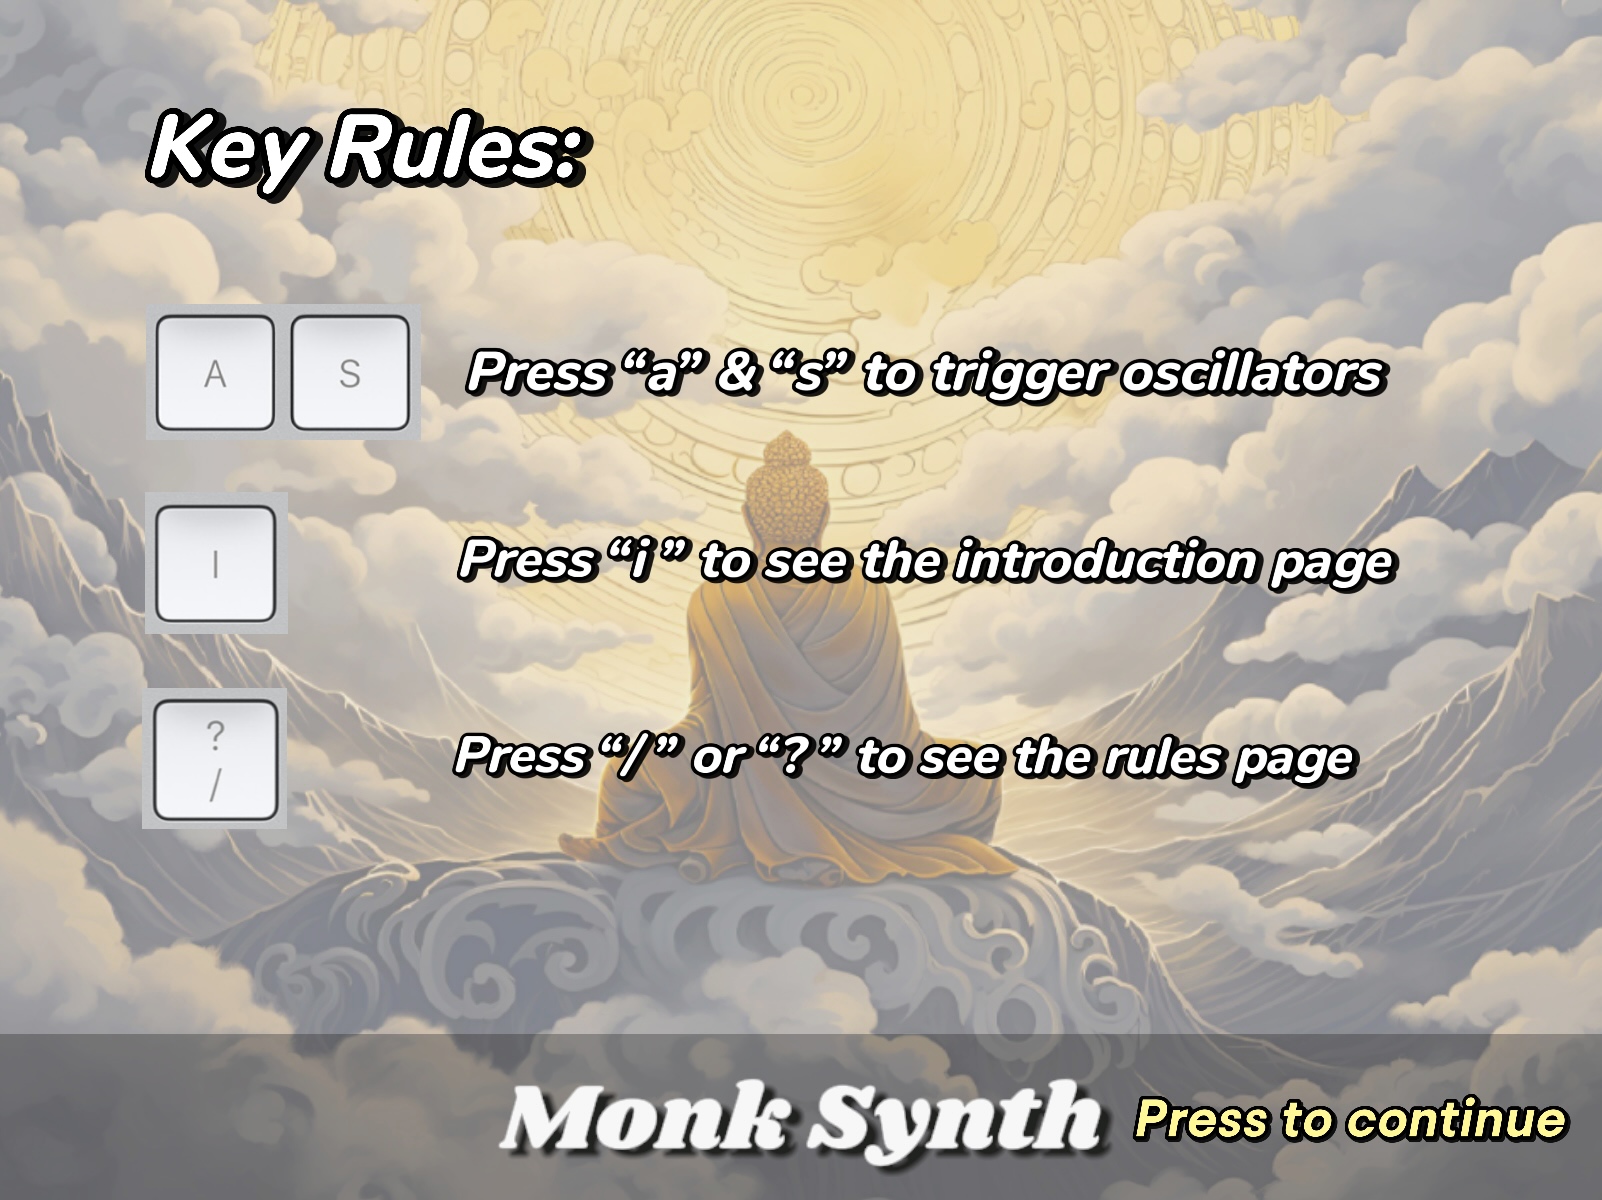 Key Rules:
A S Press “a” & “s” to trigger oscillators
I Press “i” to see the introduction page
?
/ Press “/” or “?” to see the rules page
Monk Synth Press to continue